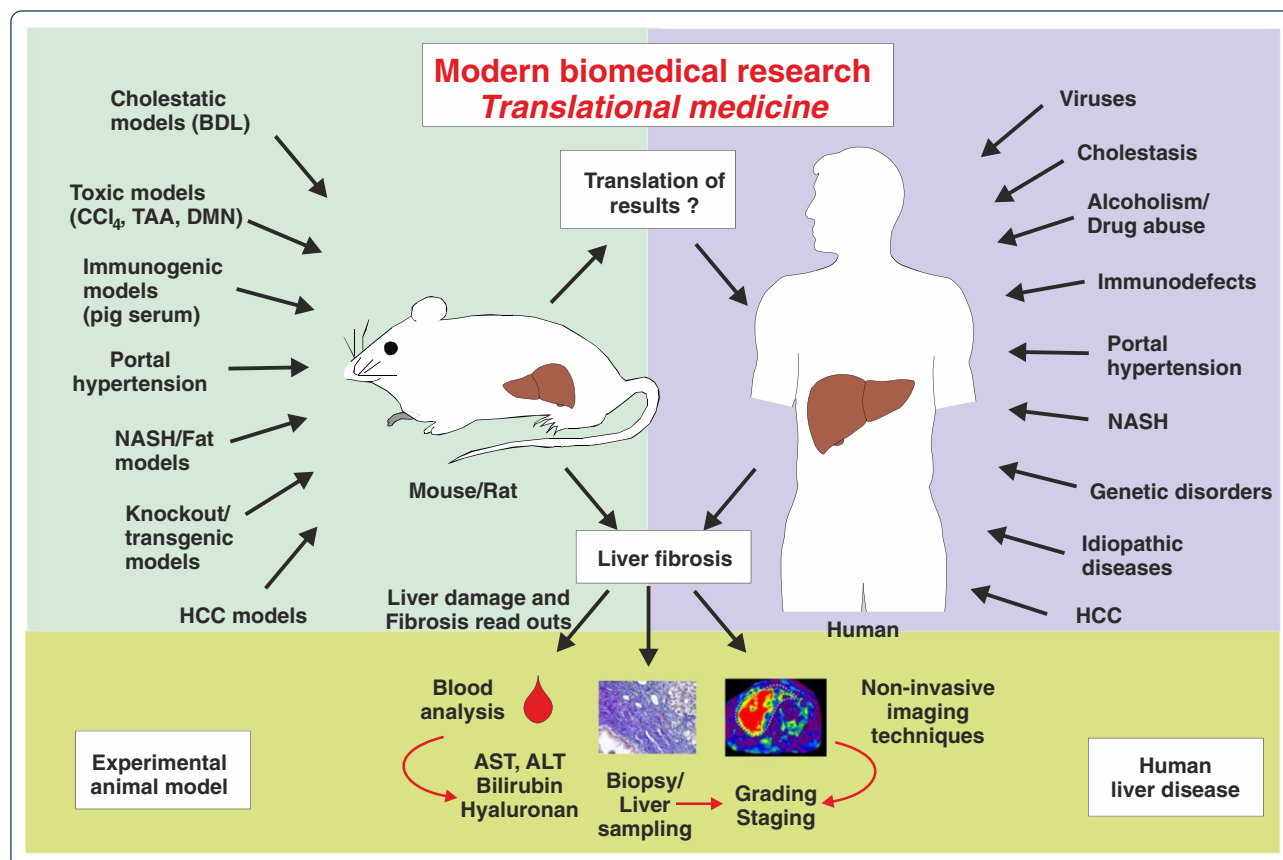 Modern biomedical research
Translational medicine
Cholestatic
models (BDL)
Toxic models
(CCl₄, TAA, DMN)
Immunogenic
models
(pig serum)
Portal
hypertension
NASH/Fat
models
Knockout/
transgenic
models
HCC models
Translation of
results ?
Mouse/Rat
Viruses
Cholestasis
Alcoholism/
Drug abuse
Immunodefects
Portal
hypertension
NASH
Genetic disorders
Idiopathic
diseases
HCC
Human
Liver fibrosis
Liver damage and
Fibrosis read outs
Blood
analysis
AST, ALT
Bilirubin
Hyaluronan
Biopsy/
Liver
sampling
Grading
Staging
Non-invasive
imaging
techniques
Experimental
animal model
Human
liver disease